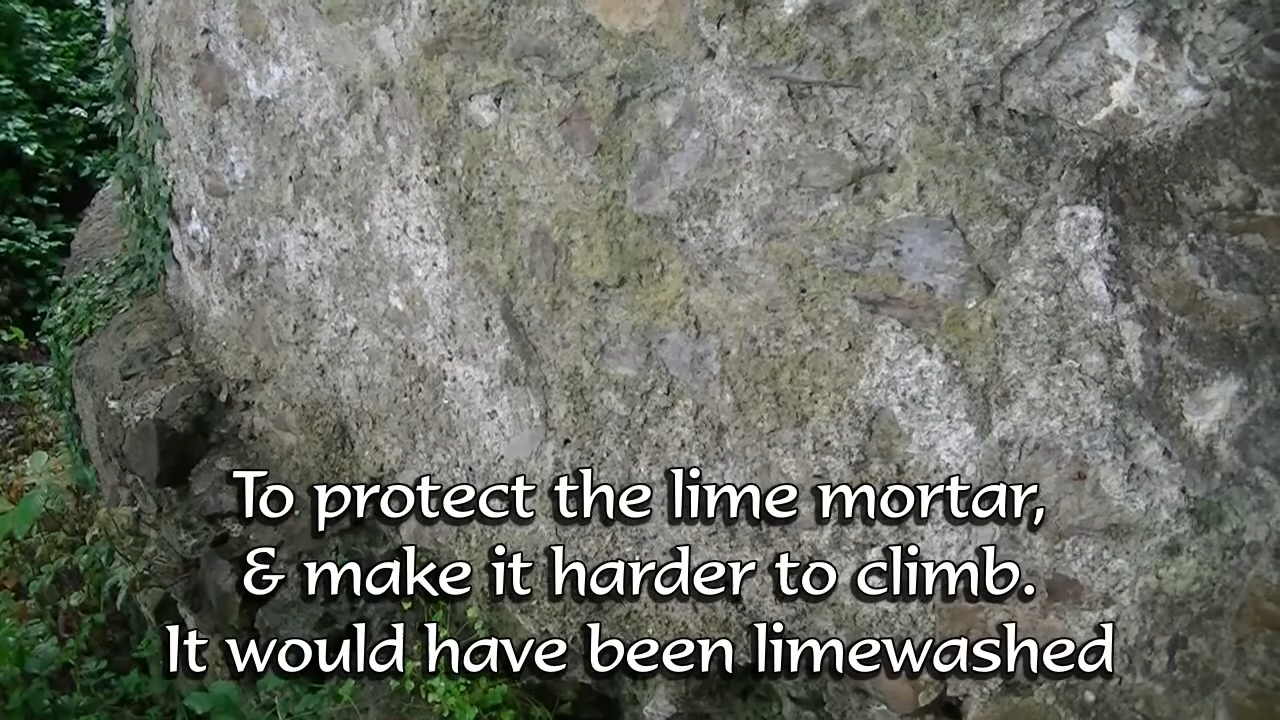 To protect the lime mortar,
& make it harder to climb.
It would have been limewashed